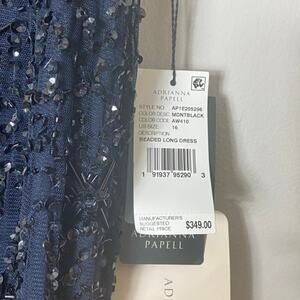 ADRIANNA
PAPELL
STYLE NO: AP1E205296
COLOR DESC: MDNTBLACK
COLOR CODE: AW410
US SIZE: 16
DESCRIPTION:
BEADED LONG DRESS
1 91937 95290 3
MANUFACTURER'S
SUGGESTED
RETAIL PRICE
$349.00
ADRIANNA
PAPELL